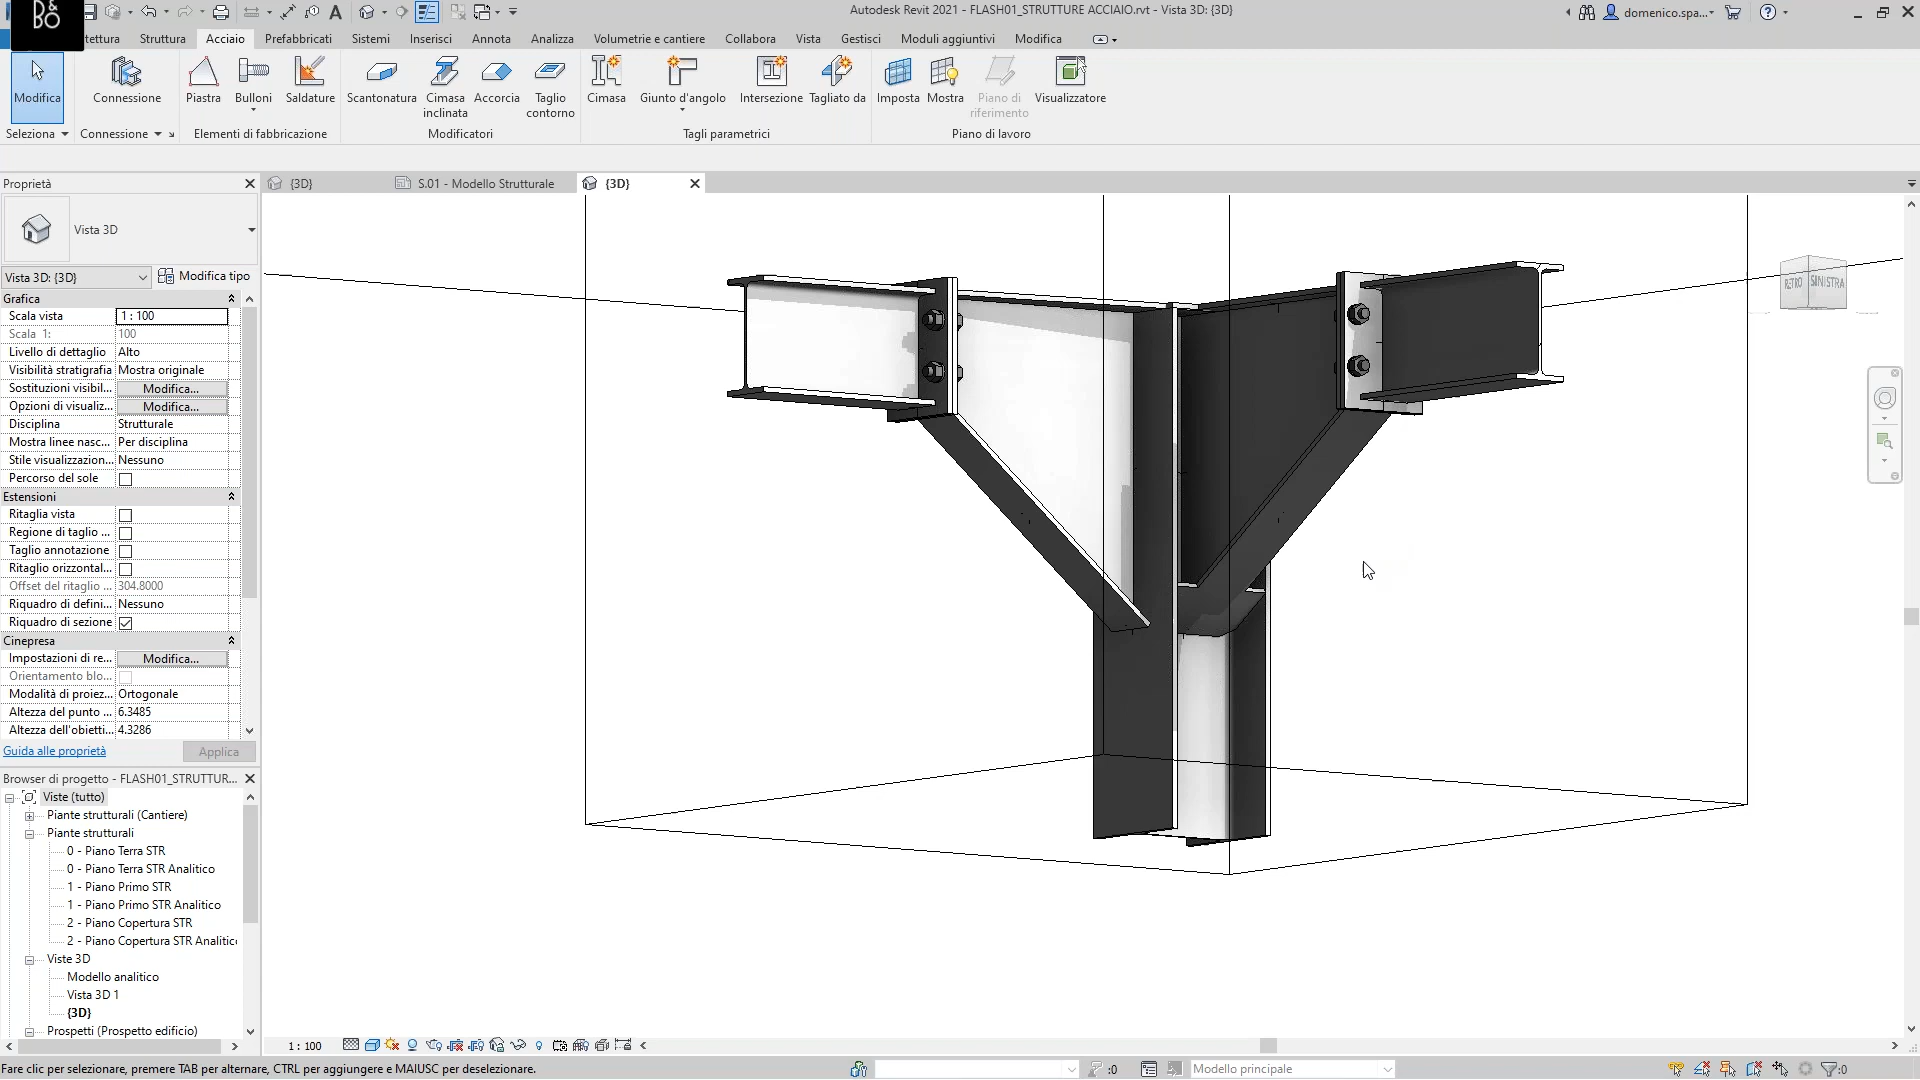 D&
BO
Autodesk Revit 2021 - FLASH01_STRUTTURE ACCIAIO.rvt - Vista 3D: {3D}
domenico.spa...
tettura Struttura Acciaio Prefabbricati Sistemi Inserisci Annota Analizza Volumetrie e cantiere Collabora Vista Gestisci Moduli aggiuntivi Modifica
Modifica Connessione Piastra Bulloni Saldature Scantonatura Cimasa inclinata Accorcia Taglio contorno Cimasa Giunto d'angolo Intersezione Tagliato da Imposta Mostra Piano di riferimento Visualizzatore
Seleziona Connessione Elementi di fabbricazione Modificatori Tagli parametrici Piano di lavoro
Proprietà
{3D} S.01 - Modello Strutturale {3D}
Vista 3D
Vista 3D: {3D} Modifica tipo
Grafica
Scala vista 1 : 100
Scala 1: 100
Livello di dettaglio Alto
Visibilità stratigrafia Mostra originale
Sostituzioni visibil... Modifica...
Opzioni di visualiz... Modifica...
Disciplina Strutturale
Mostra linee nasc... Per disciplina
Stile visualizzazion... Nessuno
Percorso del sole
Estensioni
Ritaglia vista
Regione di taglio ...
Taglio annotazione
Ritaglio orizzontal...
Offset del ritaglio ... 304.8000
Riquadro di defini... Nessuno
Riquadro di sezione
Cinepresa
Impostazioni di re... Modifica...
Orientamento blo...
Modalità di proiez... Ortogonale
Altezza del punto ... 6.3485
Altezza dell'obietti... 4.3286
Guida alle proprietà Applica
Browser di progetto - FLASH01_STRUTTUR...
Viste (tutto)
Piante strutturali (Cantiere)
Piante strutturali
0 - Piano Terra STR
0 - Piano Terra STR Analitico
1 - Piano Primo STR
1 - Piano Primo STR Analitico
2 - Piano Copertura STR
2 - Piano Copertura STR Analitic
Viste 3D
Modello analitico
Vista 3D 1
{3D}
Prospetti (Prospetto edificio)
RETRO SINISTRA
1 : 100
Fare clic per selezionare, premere TAB per alternare, CTRL per aggiungere e MAIUSC per deselezionare.
:0
Modello principale
:0